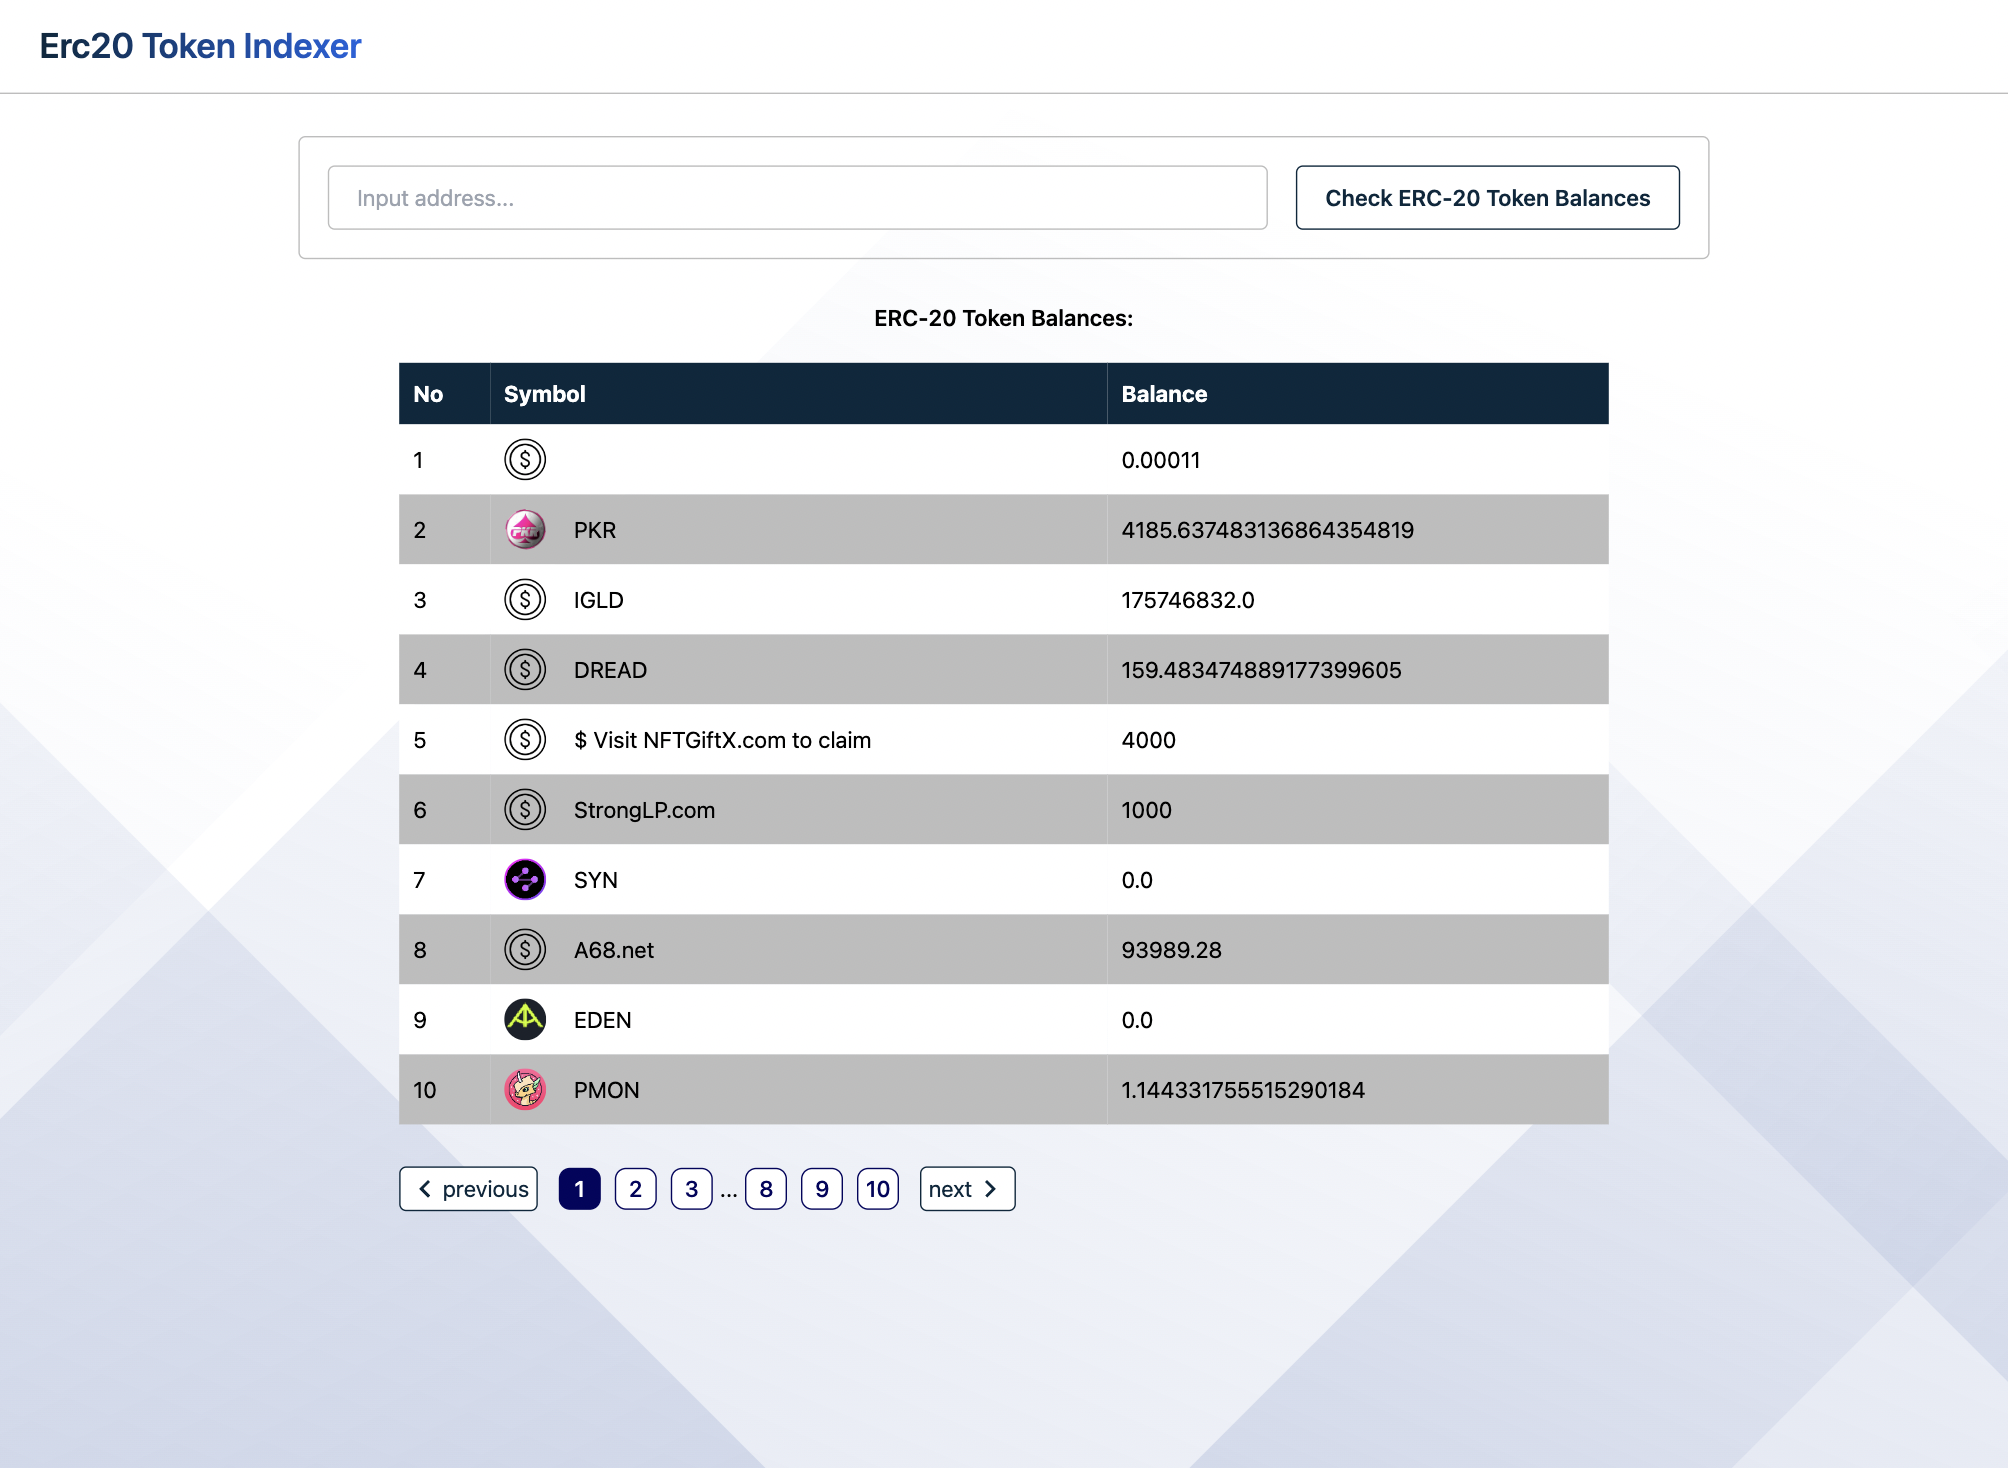 Erc20 Token Indexer
Input address...
Check ERC-20 Token Balances
ERC-20 Token Balances:
No Symbol Balance
1 $ 0.00011
2 PKR PKR 4185.637483136864354819
3 $ IGLD 175746832.0
4 $ DREAD 159.483474889177399605
5 $ $ Visit NFTGiftX.com to claim 4000
6 $ StrongLP.com 1000
7 SYN 0.0
8 $ A68.net 93989.28
9 EDEN 0.0
10 PMON 1.144331755515290184
previous 1 2 3 ... 8 9 10 next